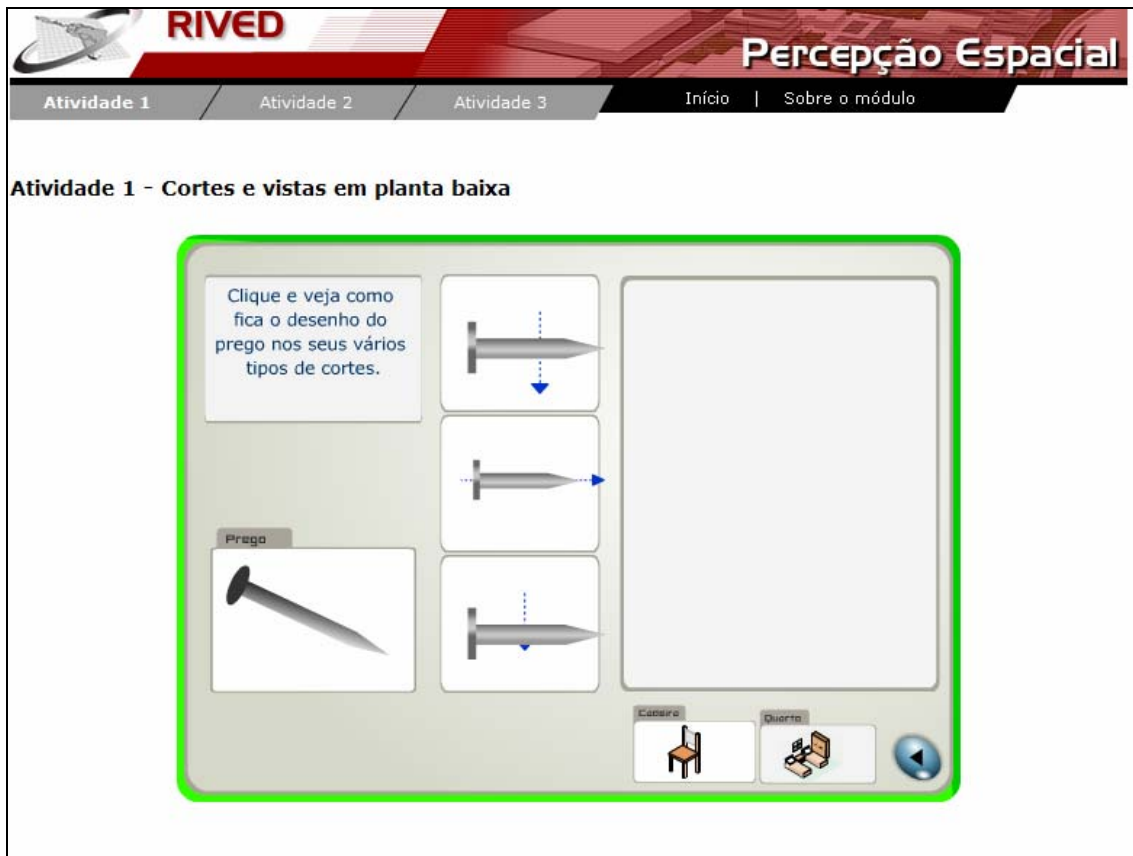 RIVED
Percepção Espacial
Atividade 1
Atividade 2
Atividade 3
Início | Sobre o módulo
Atividade 1 - Cortes e vistas em planta baixa
Clique e veja como
fica o desenho do
prego nos seus vários
tipos de cortes.
Prego
Cadeira
Quarto